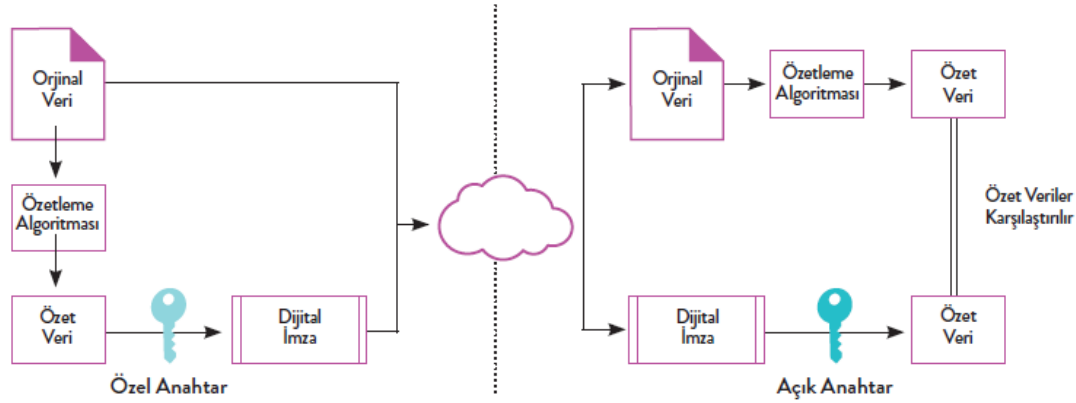 Orjinal
Veri
Özetleme
Algoritması
Özet
Veri
Özel Anahtar
Dijital
İmza
Orjinal
Veri
Özetleme
Algoritması
Özet
Veri
Özet Veriler
Karşılaştırılır
Dijital
İmza
Açık Anahtar
Özet
Veri